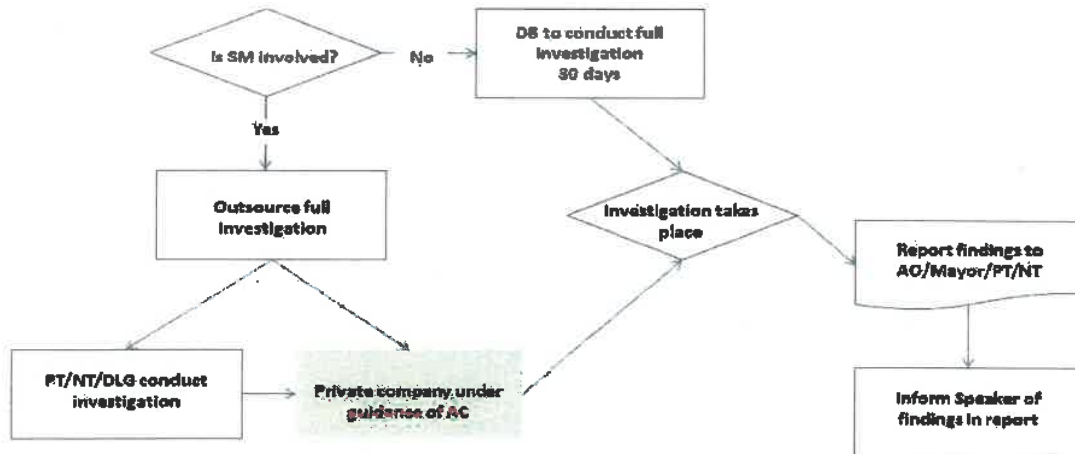 Is SM involved?
No
DB to conduct full
investigation
30 days
Yes
Outsource full
investigation
Investigation takes
place
Report findings to
AO/Mayor/PT/NT
PT/NT/DLG conduct
investigation
Private company under
guidance of AC
Inform Speaker of
findings in report